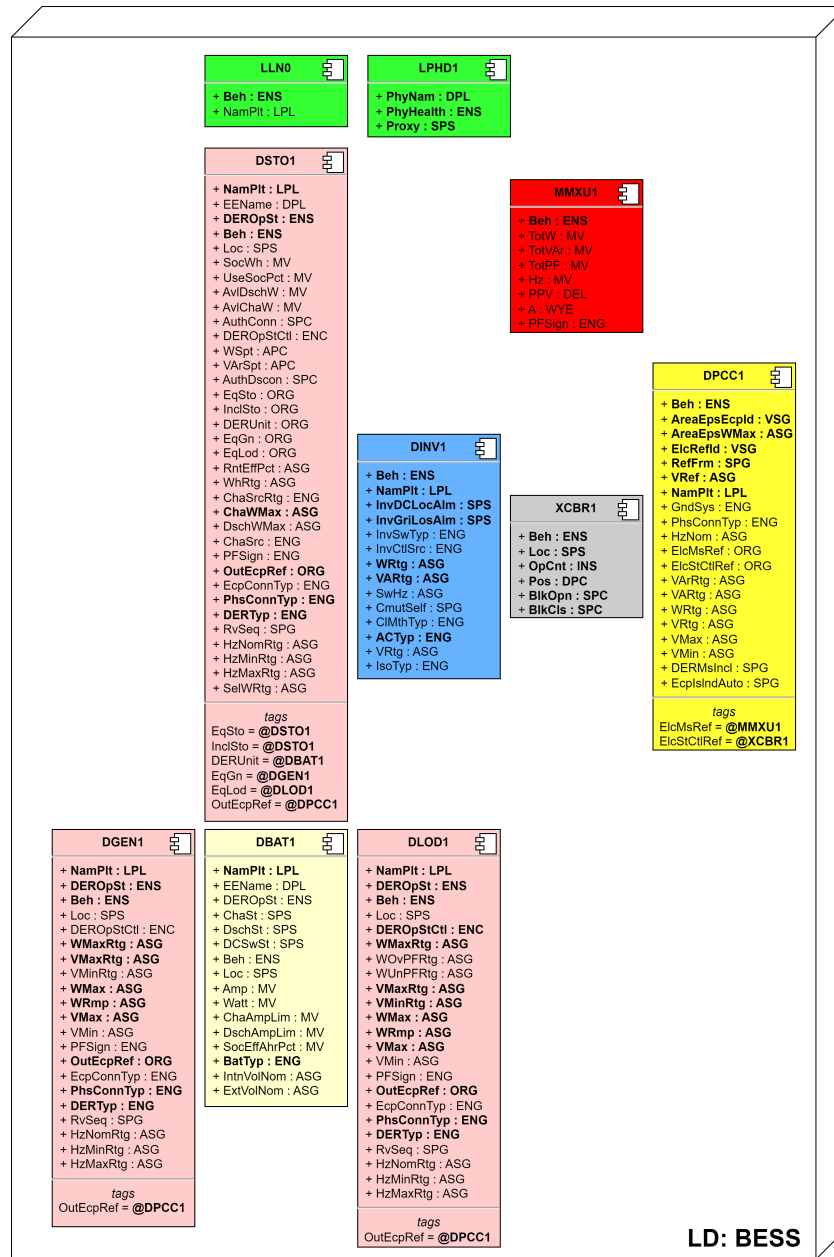 LLN0
+ Beh : ENS
+ NamPlt : LPL
LPHD1
+ PhyNam : DPL
+ PhyHealth : ENS
+ Proxy : SPS
DSTO1
+ NamPlt : LPL
+ EEName : DPL
+ DEROpSt : ENS
+ Beh : ENS
+ Loc : SPS
+ SocWh : MV
+ UseSocPct : MV
+ AvlDschW : MV
+ AvlChaW : MV
+ AuthConn : SPC
+ DEROpStCtl : ENC
+ WSpt : APC
+ VArSpt : APC
+ AuthDscon : SPC
+ EqSto : ORG
+ InclSto : ORG
+ DERUnit : ORG
+ EqGn : ORG
+ EqLod : ORG
+ RntEffPct : ASG
+ WhRtg : ASG
+ ChaSrcRtg : ENG
+ ChaWMax : ASG
+ DschWMax : ASG
+ ChaSrc : ENG
+ PFSign : ENG
+ OutEcpRef : ORG
+ EcpConnTyp : ENG
+ PhsConnTyp : ENG
+ DERTyp : ENG
+ RvSeq : SPG
+ HzNomRtg : ASG
+ HzMinRtg : ASG
+ HzMaxRtg : ASG
+ SelWRtg : ASG
tags
EqSto = @DSTO1
InclSto = @DSTO1
DERUnit = @DBAT1
EqGn = @DGEN1
EqLod = @DLOD1
OutEcpRef = @DPCC1
MMXU1
+ Beh : ENS
+ TotW : MV
+ TotVAr : MV
+ TotPF : MV
+ Hz : MV
+ PPV : DEL
+ A : WYE
+ PFSign : ENG
DINV1
+ Beh : ENS
+ NamPlt : LPL
+ InvDCLocAlm : SPS
+ InvGriLosAlm : SPS
+ InvSwTyp : ENG
+ InvCtlSrc : ENG
+ WRtg : ASG
+ VARtg : ASG
+ SwHz : ASG
+ CmutSelf : SPG
+ ClMthTyp : ENG
+ ACTyp : ENG
+ VRtg : ASG
+ IsoTyp : ENG
XCBR1
+ Beh : ENS
+ Loc : SPS
+ OpCnt : INS
+ Pos : DPC
+ BlkOpn : SPC
+ BlkCls : SPC
DPCC1
+ Beh : ENS
+ AreaEpsEcpId : VSG
+ AreaEpsWMax : ASG
+ ElcRefId : VSG
+ RefFrm : SPG
+ VRef : ASG
+ NamPlt : LPL
+ GndSys : ENG
+ PhsConnTyp : ENG
+ HzNom : ASG
+ ElcMsRef : ORG
+ ElcStCtlRef : ORG
+ VArRtg : ASG
+ VARtg : ASG
+ WRtg : ASG
+ VRtg : ASG
+ VMax : ASG
+ VMin : ASG
+ DERMsIncl : SPG
+ EcpIslndAuto : SPG
tags
ElcMsRef = @MMXU1
ElcStCtlRef = @XCBR1
DGEN1
+ NamPlt : LPL
+ DEROpSt : ENS
+ Beh : ENS
+ Loc : SPS
+ DEROpStCtl : ENC
+ WMaxRtg : ASG
+ VMaxRtg : ASG
+ VMinRtg : ASG
+ WMax : ASG
+ WRmp : ASG
+ VMax : ASG
+ VMin : ASG
+ PFSign : ENG
+ OutEcpRef : ORG
+ EcpConnTyp : ENG
+ PhsConnTyp : ENG
+ DERTyp : ENG
+ RvSeq : SPG
+ HzNomRtg : ASG
+ HzMinRtg : ASG
+ HzMaxRtg : ASG
tags
OutEcpRef = @DPCC1
DBAT1
+ NamPlt : LPL
+ EEName : DPL
+ DEROpSt : ENS
+ ChaSt : SPS
+ DschSt : SPS
+ DCSwSt : SPS
+ Beh : ENS
+ Loc : SPS
+ Amp : MV
+ Watt : MV
+ ChaAmpLim : MV
+ DschAmpLim : MV
+ SocEffAhrPct : MV
+ BatTyp : ENG
+ IntnVolNom : ASG
+ ExtVolNom : ASG
DLOD1
+ NamPlt : LPL
+ DEROpSt : ENS
+ Beh : ENS
+ Loc : SPS
+ DEROpStCtl : ENC
+ WMaxRtg : ASG
+ WOvPFRtg : ASG
+ WUnPFRtg : ASG
+ VMaxRtg : ASG
+ VMinRtg : ASG
+ WMax : ASG
+ WRmp : ASG
+ VMax : ASG
+ VMin : ASG
+ PFSign : ENG
+ OutEcpRef : ORG
+ EcpConnTyp : ENG
+ PhsConnTyp : ENG
+ DERTyp : ENG
+ RvSeq : SPG
+ HzNomRtg : ASG
+ HzMinRtg : ASG
+ HzMaxRtg : ASG
tags
OutEcpRef = @DPCC1
LD: BESS